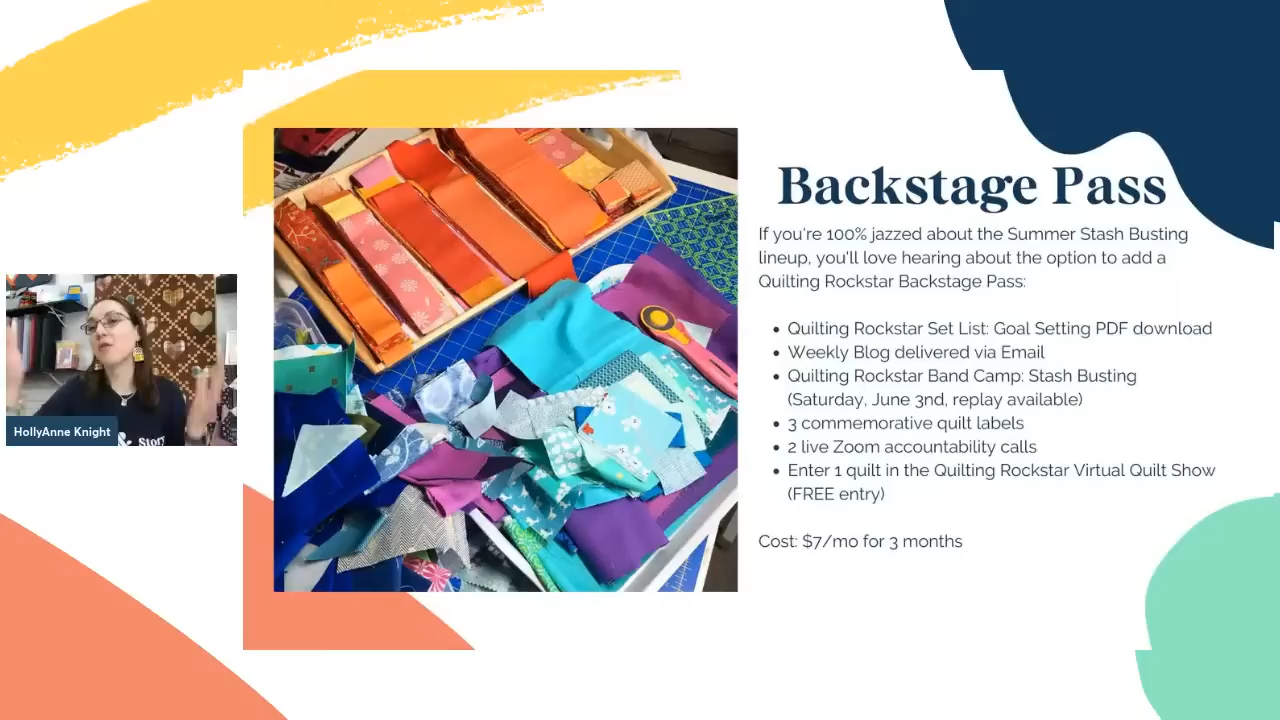 Backstage Pass
If you're 100% jazzed about the Summer Stash Busting
lineup, you'll love hearing about the option to add a
Quilting Rockstar Backstage Pass:
Quilting Rockstar Set List: Goal Setting PDF download
Weekly Blog delivered via Email
Quilting Rockstar Band Camp: Stash Busting
(Saturday, June 3nd, replay available)
3 commemorative quilt labels
2 live Zoom accountability calls
Enter 1 quilt in the Quilting Rockstar Virtual Quilt Show
(FREE entry)
Cost: $7/mo for 3 months
HollyAnne Knight